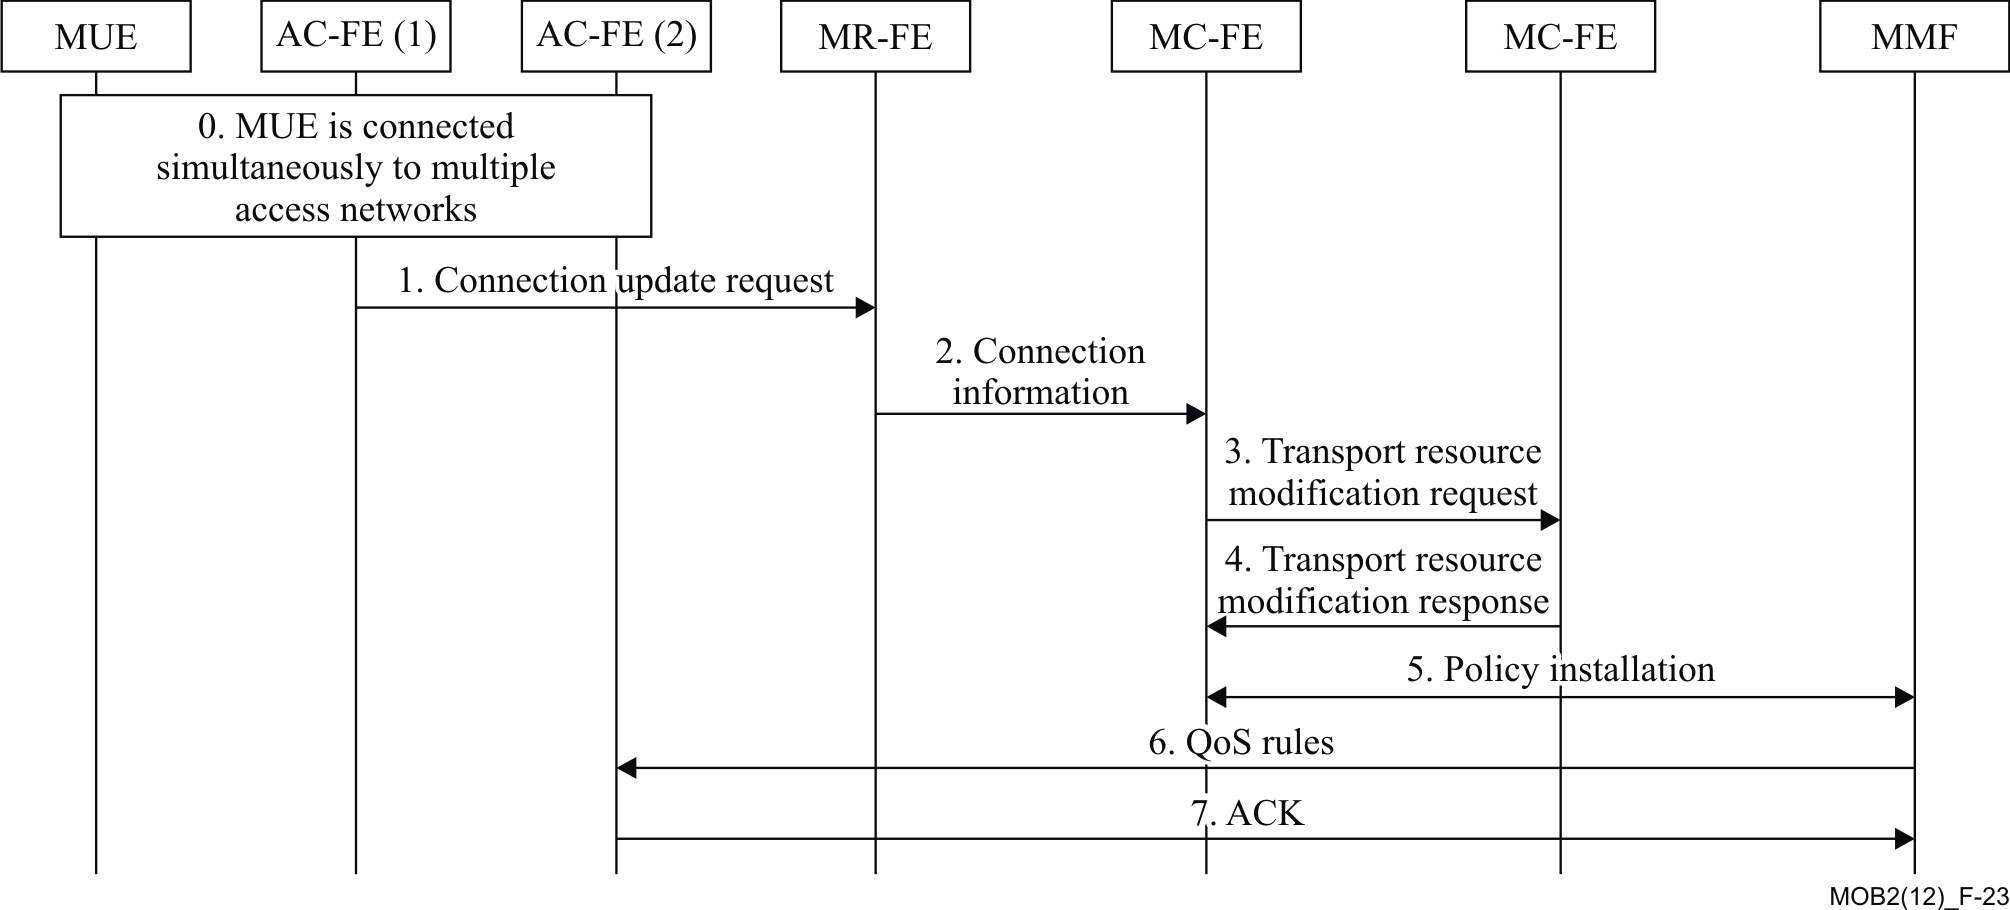 MUE
AC-FE (1)
AC-FE (2)
MR-FE
MC-FE
MC-FE
MMF
0. MUE is connected
simultaneously to multiple
access networks
1. Connection update request
2. Connection
information
3. Transport resource
modification request
4. Transport resource
modification response
5. Policy installation
6. QoS rules
7. ACK
MOB2(12)_F-23